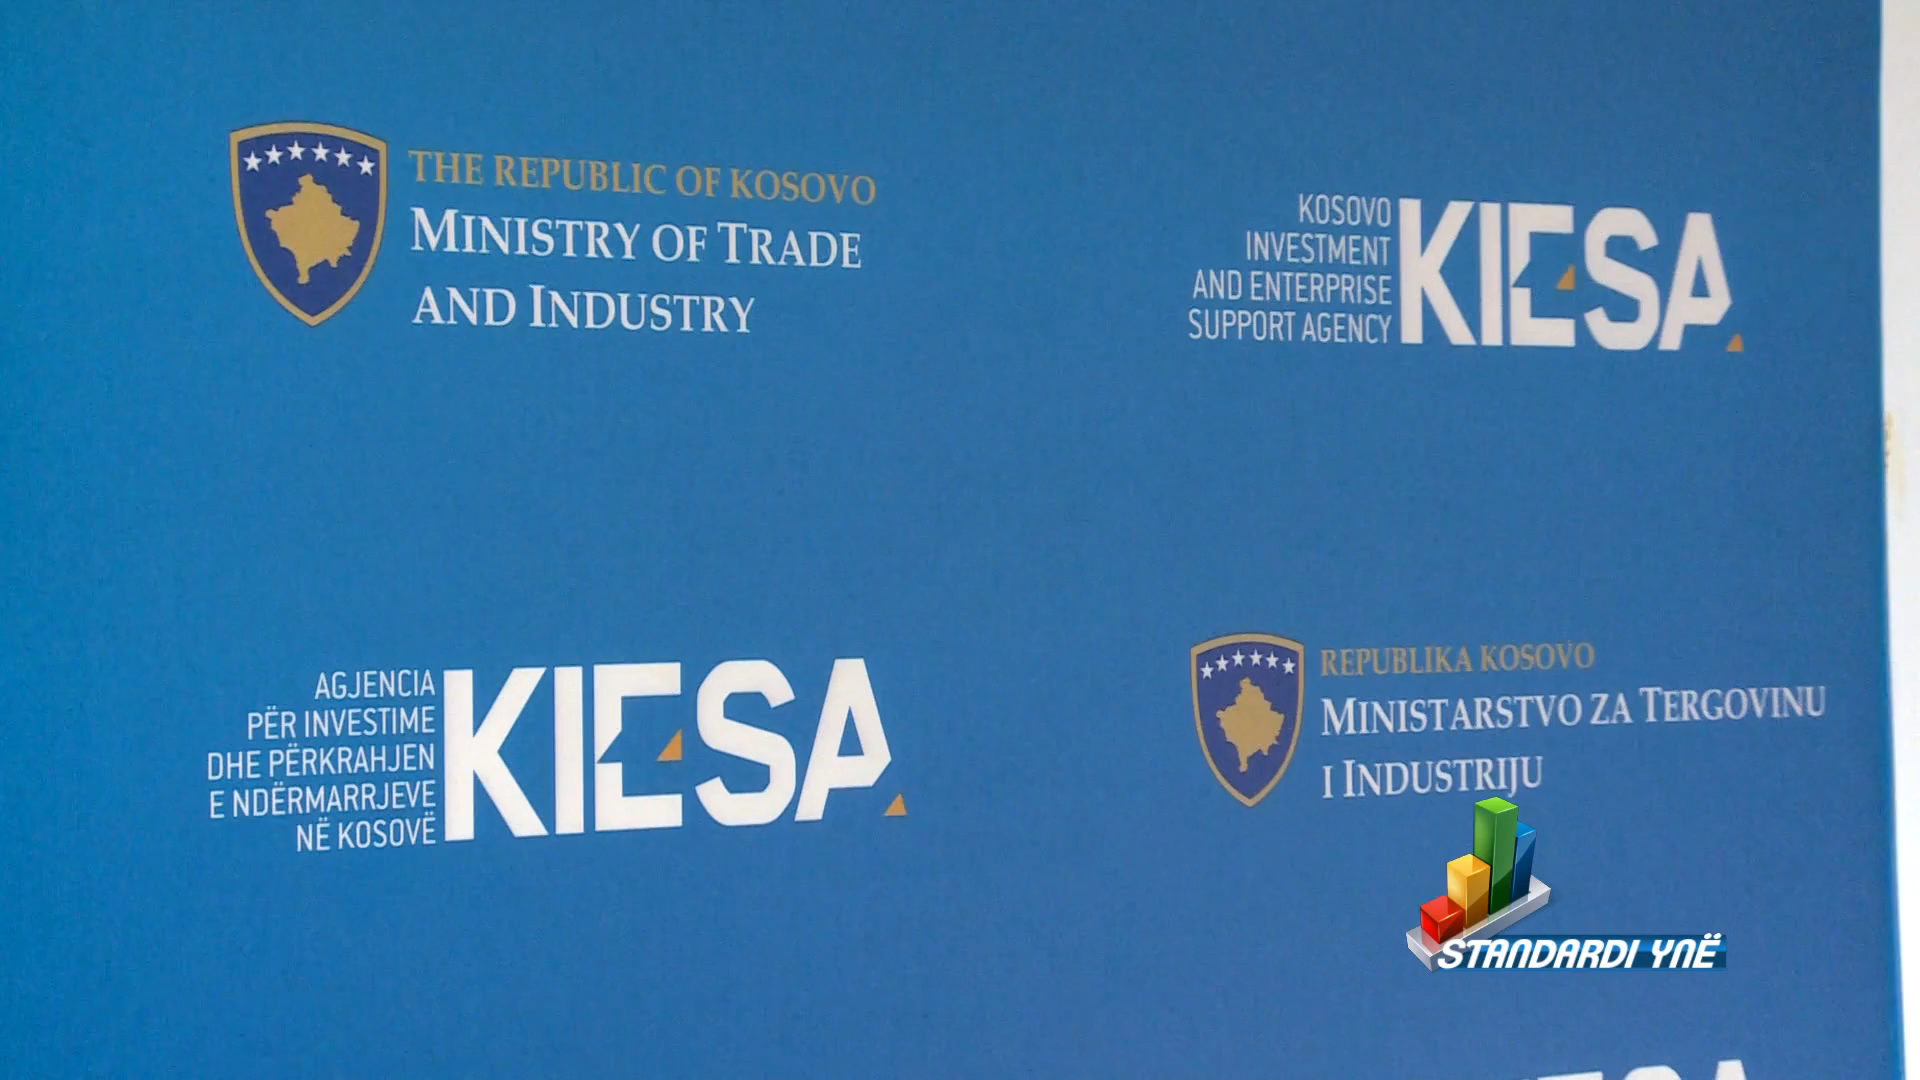 THE REPUBLIC OF KOSOVO
MINISTRY OF TRADE
AND INDUSTRY
KOSOVO
INVESTMENT
AND ENTERPRISE
SUPPORT AGENCY
KIESA
AGJENCIA
PËR INVESTIME
DHE PËRKRAHJEN
E NDËRMARRJEVE
NË KOSOVË
KIESA
REPUBLIKA KOSOVO
MINISTARSTVO ZA TERGOVINU
I INDUSTRIJU
STANDARDI YNË